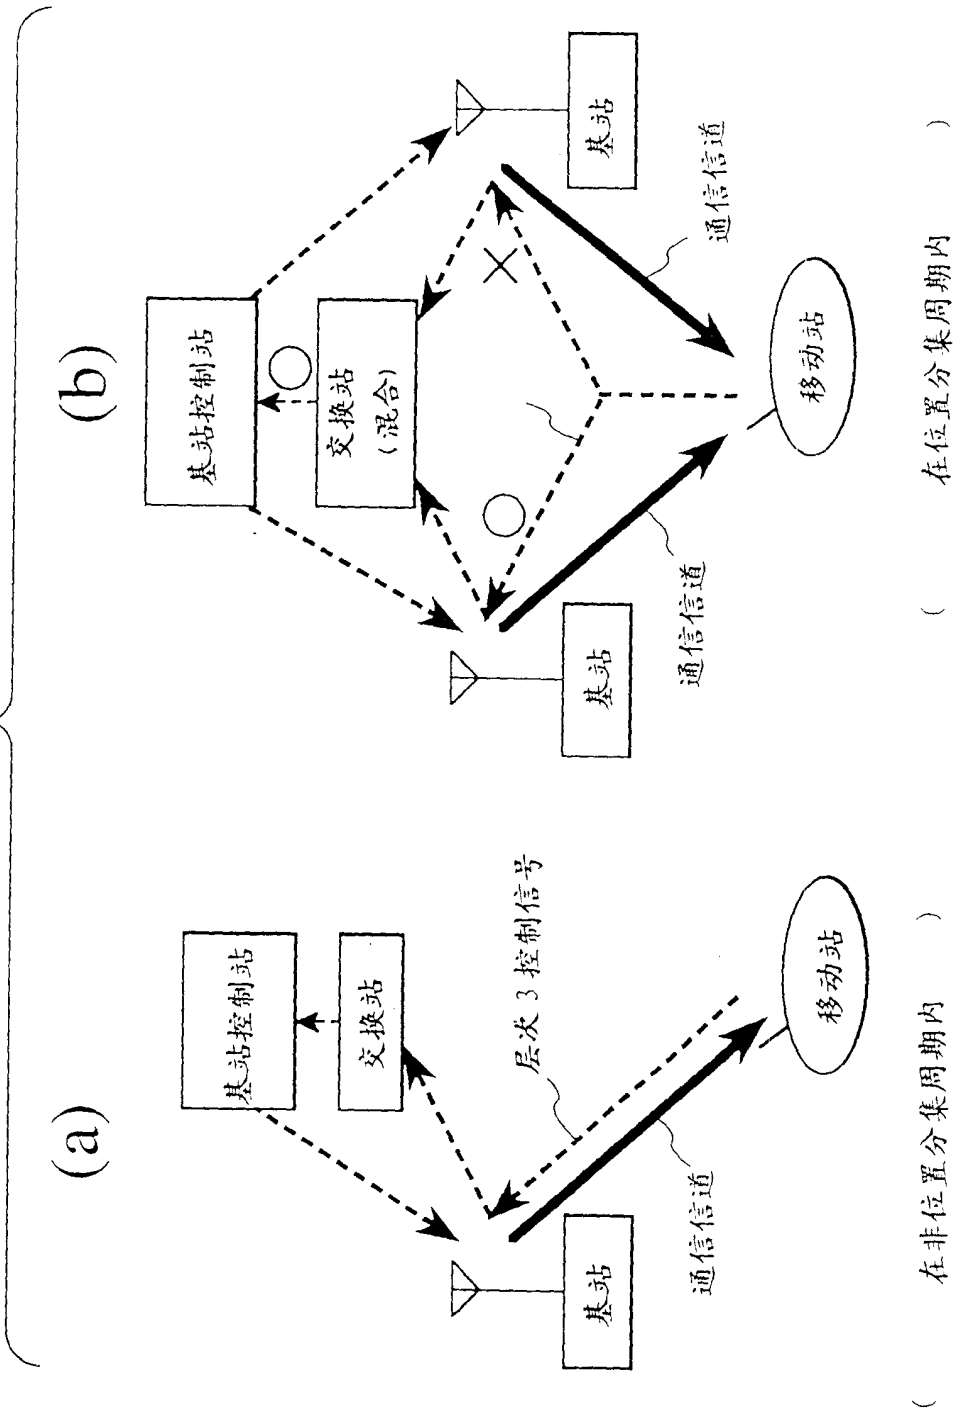 (a)
基站控制站
交换站
层次 3 控制信号
基站
通信信道
移动站
( 在非位置分集周期内 )
(b)
基站控制站
交换站
(混合)
基站
基站
通信信道
通信信道
移动站
( 在位置分集周期内 )